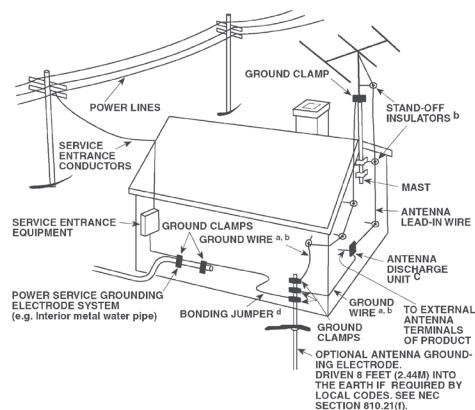 GROUND CLAMP
POWER LINES
STAND-OFF
INSULATORS b
SERVICE
ENTRANCE
CONDUCTORS
MAST
ANTENNA
LEAD-IN WIRE
SERVICE ENTRANCE
EQUIPMENT
GROUND CLAMPS
GROUND WIRE a, b
ANTENNA
DISCHARGE
UNIT C
POWER SERVICE GROUNDING
ELECTRODE SYSTEM
(e.g. Interior metal water pipe)
BONDING JUMPER d
GROUND
WIRE a, b
TO EXTERNAL
ANTENNA
TERMINALS
OF PRODUCT
GROUND
CLAMPS
OPTIONAL ANTENNA GROUND-
ING ELECTRODE.
DRIVEN 8 FEET (2.44M) INTO
THE EARTH IF REQUIRED BY
LOCAL CODES. SEE NEC
SECTION 810.21(f).